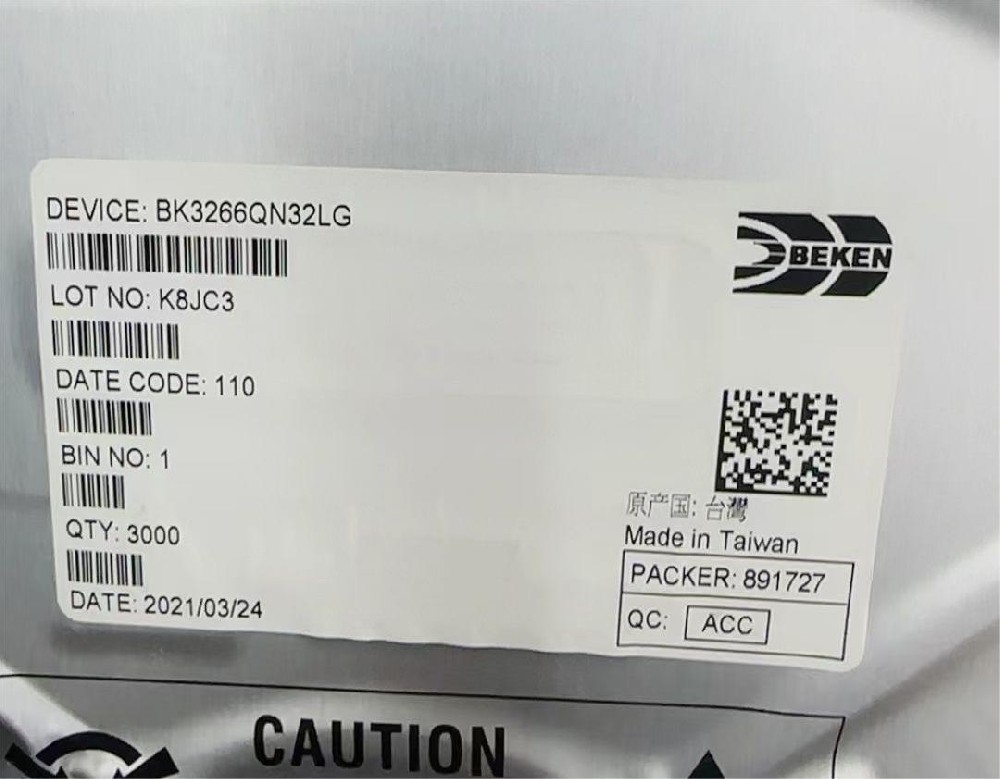 DEVICE: BK3266QN32LG
BEKEN
LOT NO: K8JC3
DATE CODE: 110
BIN NO: 1
QTY: 3000
DATE: 2021/03/24
原产国: 台灣
Made in Taiwan
PACKER: 891727
QC: ACC
CAUTION